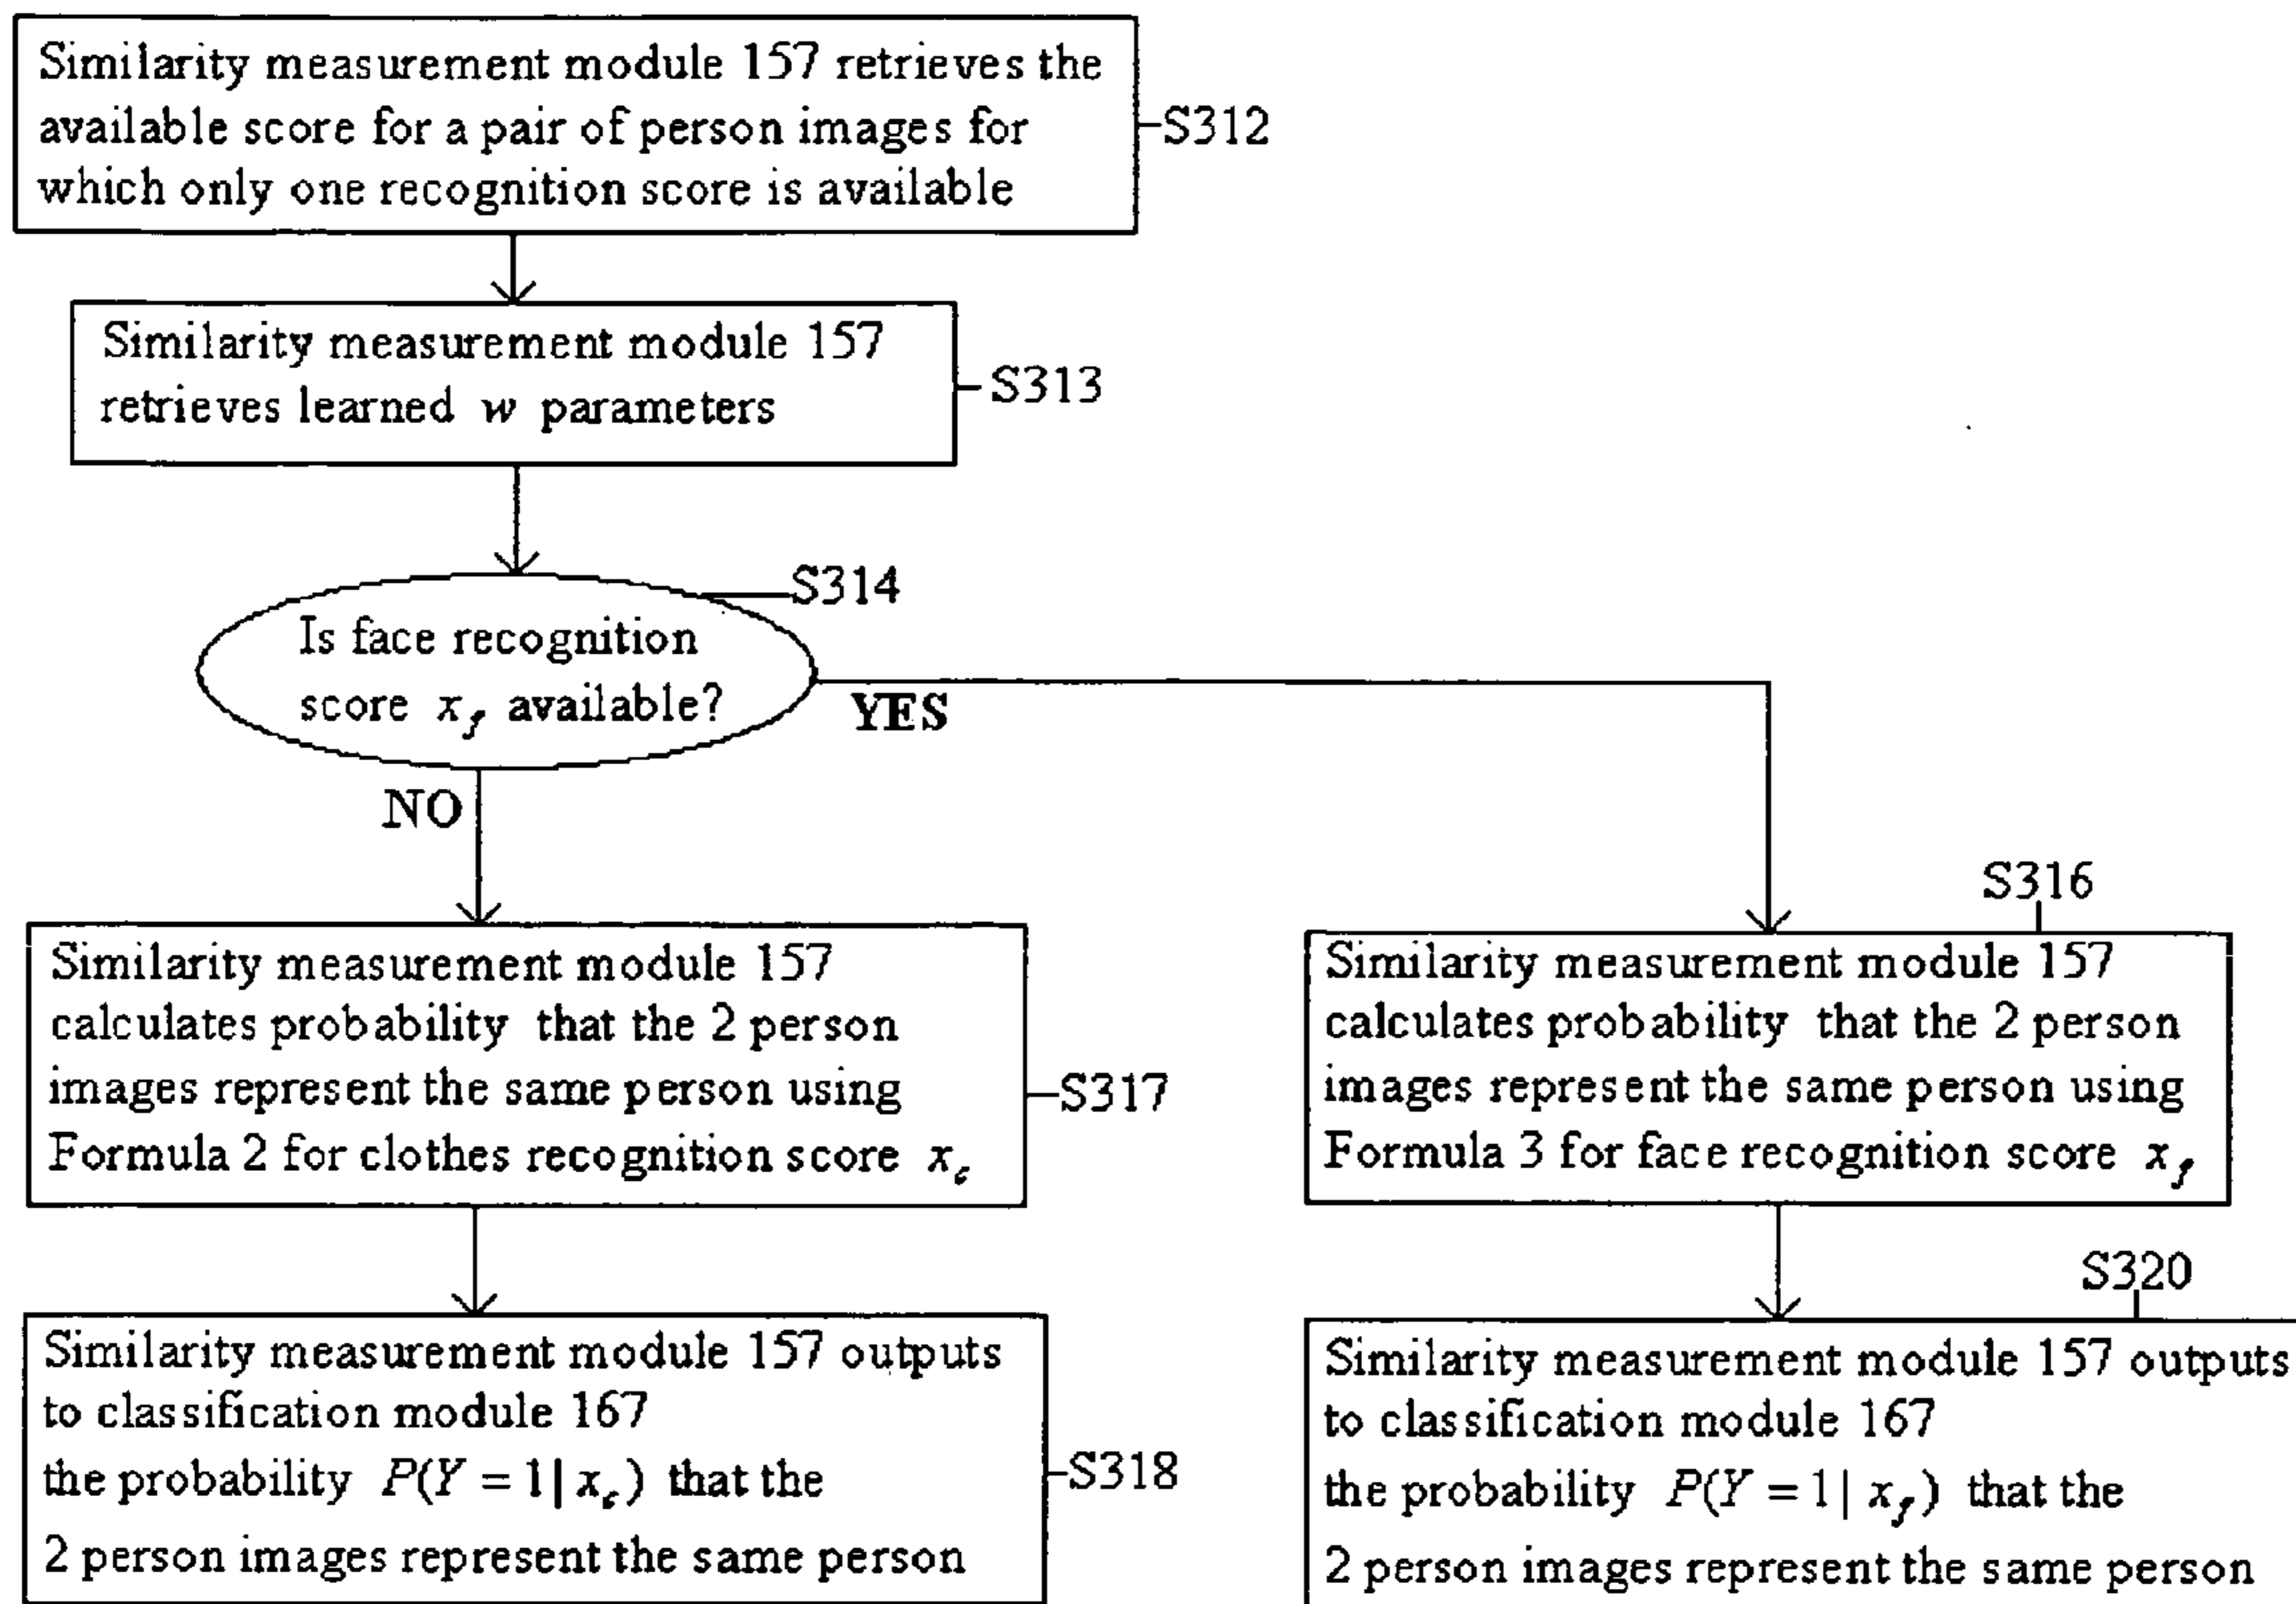 Similarity measurement module 157 retrieves the
available score for a pair of person images for
which only one recognition score is available
S312
Similarity measurement module 157
retrieves learned w parameters
S313
S314
Is face recognition
score x_f available?
YES
NO
S316
Similarity measurement module 157
calculates probability that the 2 person
images represent the same person using
Formula 2 for clothes recognition score x_c
S317
Similarity measurement module 157
calculates probability that the 2 person
images represent the same person using
Formula 3 for face recognition score x_f
S320
Similarity measurement module 157 outputs
to classification module 167
the probability P(Y = 1 | x_c) that the
2 person images represent the same person
S318
Similarity measurement module 157 outputs
to classification module 167
the probability P(Y = 1 | x_f) that the
2 person images represent the same person